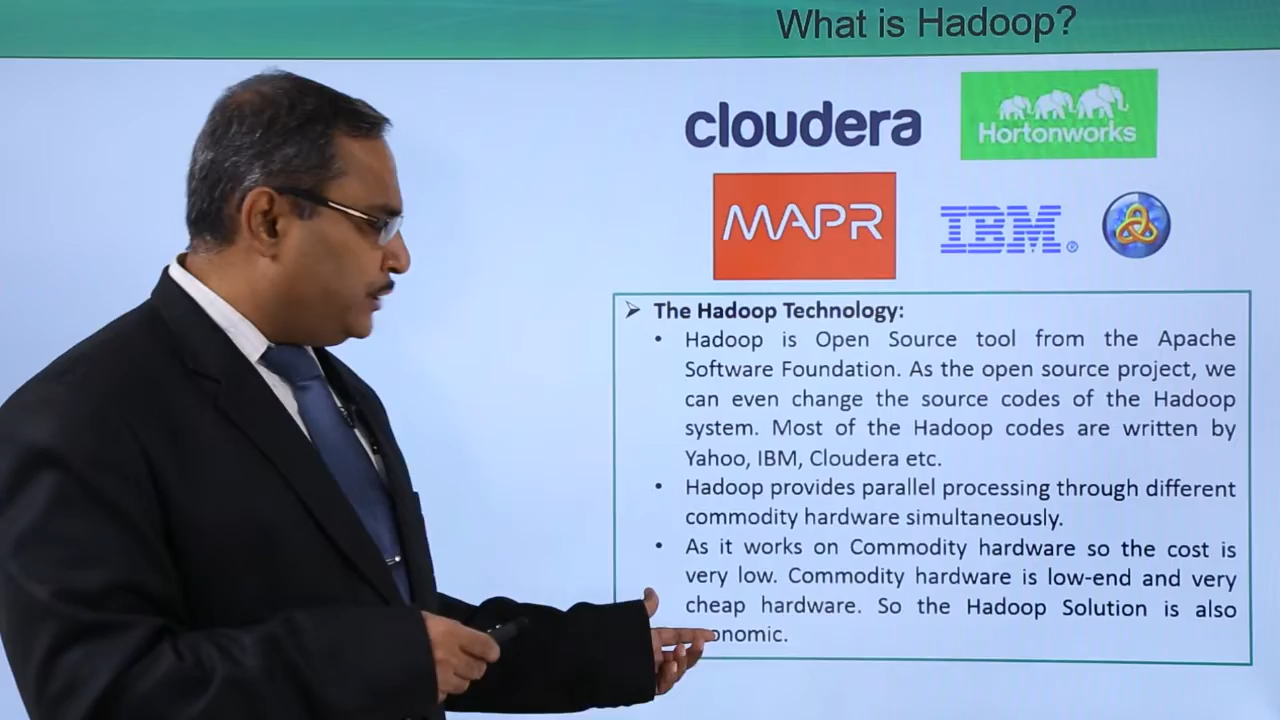 What is Hadoop?
cloudera
Hortonworks
MAPR
IBM®
➢ The Hadoop Technology:
• Hadoop is Open Source tool from the Apache
Software Foundation. As the open source project, we
can even change the source codes of the Hadoop
system. Most of the Hadoop codes are written by
Yahoo, IBM, Cloudera etc.
• Hadoop provides parallel processing through different
commodity hardware simultaneously.
• As it works on Commodity hardware so the cost is
very low. Commodity hardware is low-end and very
cheap hardware. So the Hadoop Solution is also
onomic.